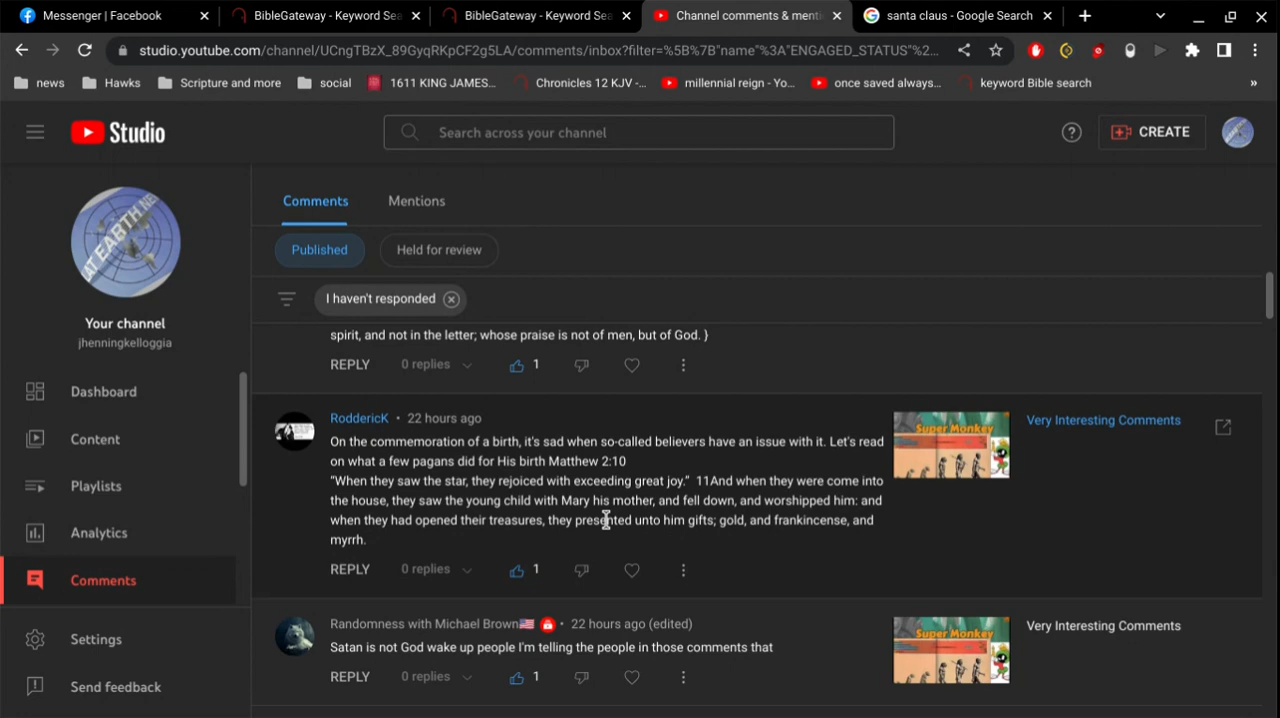 Messenger | Facebook
BibleGateway - Keyword Sea
BibleGateway - Keyword Sea
Channel comments & menti
santa claus - Google Search
studio.youtube.com/channel/UCngTBzX_89GyqRKpCF2g5LA/comments/inbox?filter=%5B%7B"name"%3A"ENGAGED_STATUS"%2...
news
Hawks
Scripture and more
social
1611 KING JAMES...
Chronicles 12 KJV -...
millennial reign - Yo...
once saved always...
keyword Bible search
»
Studio
Search across your channel
CREATE
Comments
Mentions
Published
Held for review
I haven't responded
Your channel
jhenningkelloggia
Dashboard
Content
Playlists
Analytics
Comments
Settings
Send feedback
spirit, and not in the letter; whose praise is not of men, but of God. }
REPLY 0 replies 1
RoddericK • 22 hours ago
On the commemoration of a birth, it's sad when so-called believers have an issue with it. Let's read
on what a few pagans did for His birth Matthew 2:10
“When they saw the star, they rejoiced with exceeding great joy.” 11And when they were come into
the house, they saw the young child with Mary his mother, and fell down, and worshipped him: and
when they had opened their treasures, they presented unto him gifts; gold, and frankincense, and
myrrh.
REPLY 0 replies 1
Super Monkey
Very Interesting Comments
Randomness with Michael Brown🇺🇸 • 22 hours ago (edited)
Satan is not God wake up people I'm telling the people in those comments that
REPLY 0 replies 1
Super Monkey
Very Interesting Comments